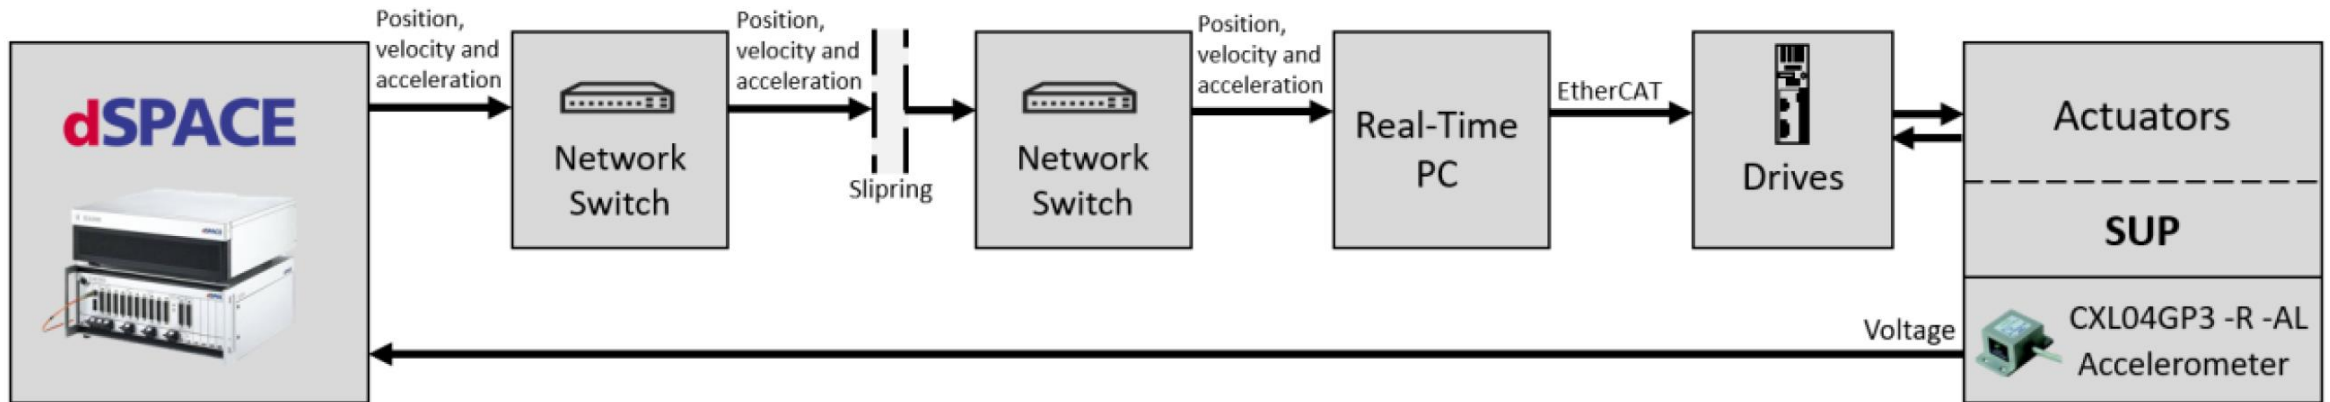 dSPACE
Position,
velocity and
acceleration
Network
Switch
Position,
velocity and
acceleration
Slipring
Network
Switch
Position,
velocity and
acceleration
Real-Time
PC
EtherCAT
Drives
Actuators
SUP
CXL04GP3 -R -AL
Accelerometer
Voltage